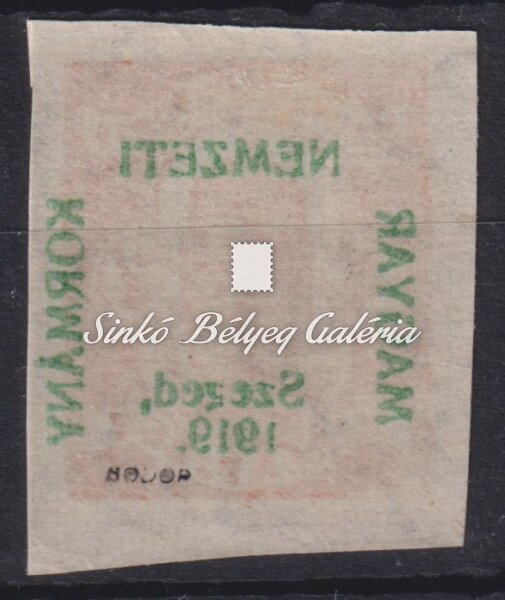 NEMZETI
MAGYAR
KORMÁNY
Sinkó Bélyeg Galéria
Szeged,
1919.